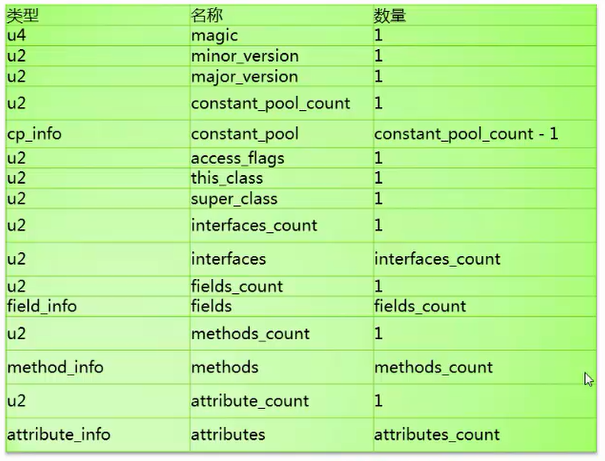 类型 名称 数量
u4 magic 1
u2 minor_version 1
u2 major_version 1
u2 constant_pool_count 1
cp_info constant_pool constant_pool_count - 1
u2 access_flags 1
u2 this_class 1
u2 super_class 1
u2 interfaces_count 1
u2 interfaces interfaces_count
u2 fields_count 1
field_info fields fields_count
u2 methods_count 1
method_info methods methods_count
u2 attribute_count 1
attribute_info attributes attributes_count